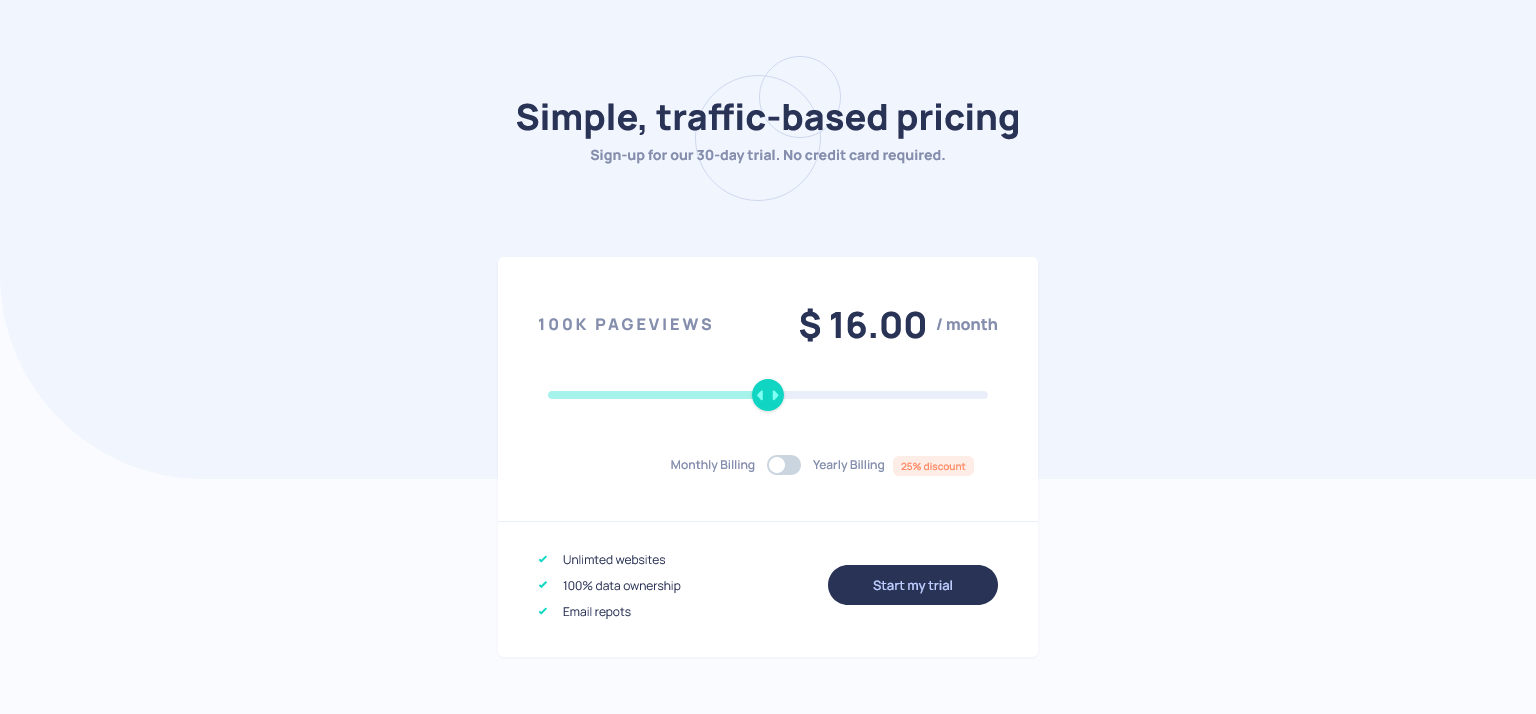 Simple, traffic-based pricing
Sign-up for our 30-day trial. No credit card required.
100K PAGEVIEWS
$ 16.00 / month
Monthly Billing
Yearly Billing
25% discount
Unlimted websites
100% data ownership
Email repots
Start my trial